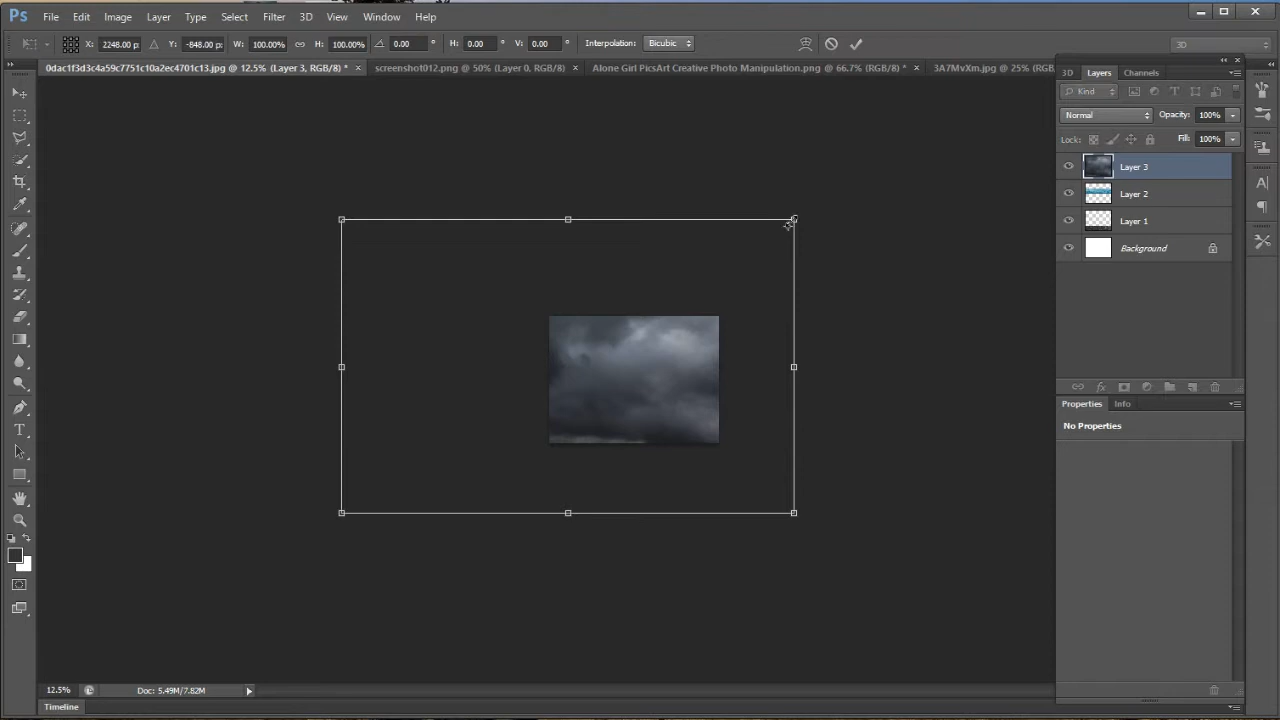 Ps File Edit Image Layer Type Select Filter 3D View Window Help
X: 2248.00 p: Y: -848.00 p: W: 100.00% H: 100.00% 0.00 ° H: 0.00 ° V: 0.00 ° Interpolation: Bicubic 3D
0dac1f3d3c4a59c7751c10a2ec4701c13.jpg @ 12.5% (Layer 3, RGB/8) * × screenshot012.png @ 50% (Layer 0, RGB/8) × Alone Girl PicsArt Creative Photo Manipulation.png @ 66.7% (RGB/8) * × 3A7MvXm.jpg @ 25% (RGB
3D Layers Channels
Kind
Normal Opacity: 100%
Lock: Fill: 100%
Layer 3
Layer 2
Layer 1
Background
Properties Info
No Properties
12.5% Doc: 5.49M/7.82M
Timeline